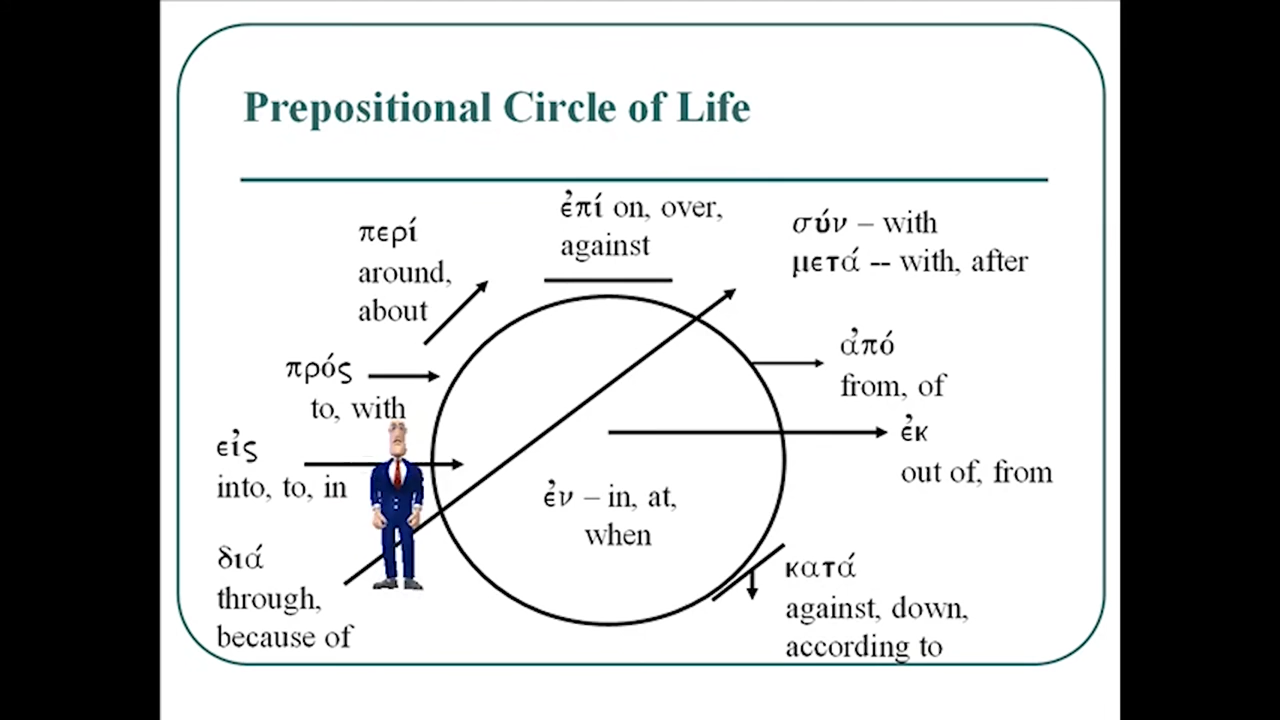 Prepositional Circle of Life
ἐπί on, over,
against
περί
around,
about
σύν – with
μετά -- with, after
πρός
to, with
ἀπό
from, of
εἰς
into, to, in
ἐκ
out of, from
ἐν – in, at,
when
διά
through,
because of
κατά
against, down,
according to